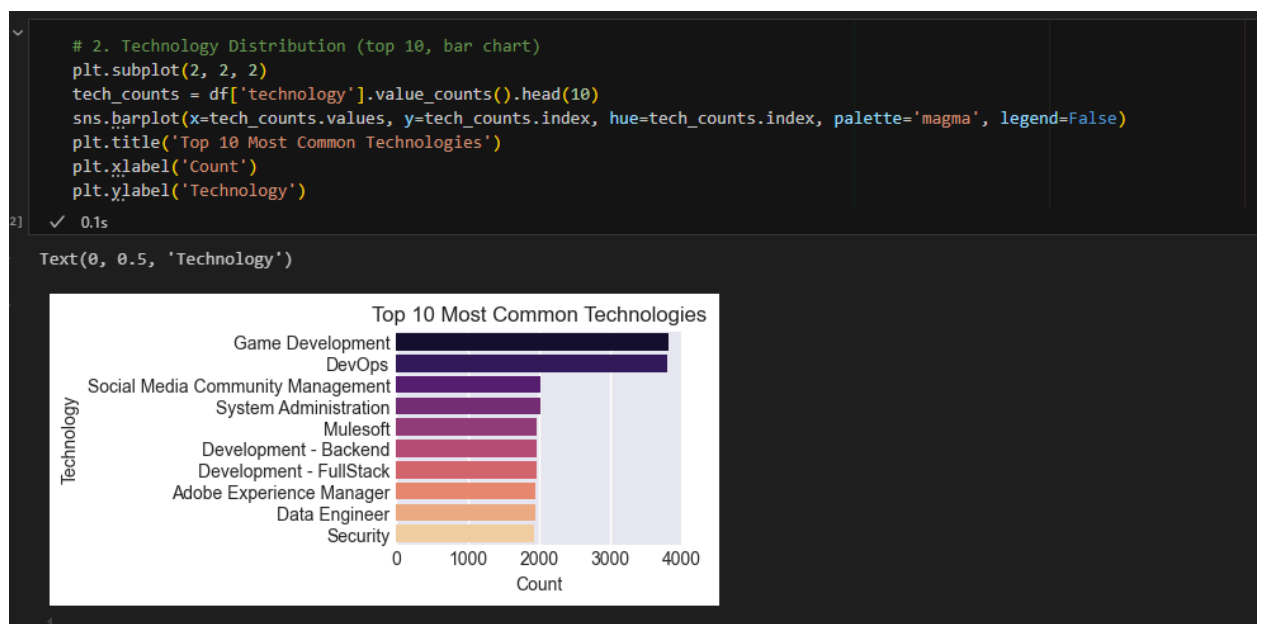 # 2. Technology Distribution (top 10, bar chart)
plt.subplot(2, 2, 2)
tech_counts = df['technology'].value_counts().head(10)
sns.barplot(x=tech_counts.values, y=tech_counts.index, hue=tech_counts.index, palette='magma', legend=False)
plt.title('Top 10 Most Common Technologies')
plt.xlabel('Count')
plt.ylabel('Technology')
2] ✓ 0.1s
Text(0, 0.5, 'Technology')
Top 10 Most Common Technologies
Technology
Game Development
DevOps
Social Media Community Management
System Administration
Mulesoft
Development - Backend
Development - FullStack
Adobe Experience Manager
Data Engineer
Security
0 1000 2000 3000 4000
Count